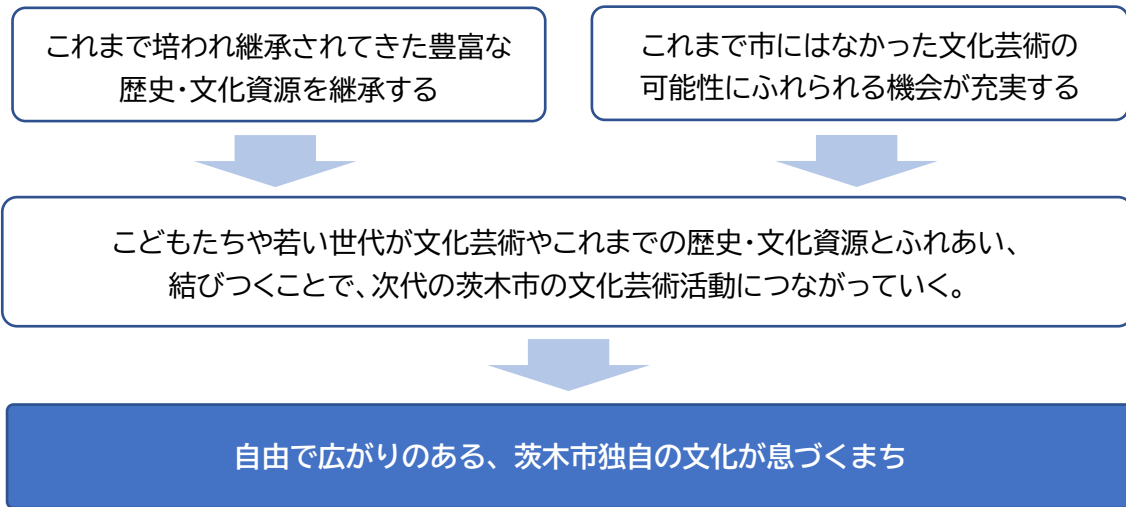 これまで培われ継承されてきた豊富な
歴史・文化資源を継承する
これまで市にはなかった文化芸術の
可能性にふれられる機会が充実する
こどもたちや若い世代が文化芸術やこれまでの歴史・文化資源とふれあい、
結びつくことで、次代の茨木市の文化芸術活動につながっていく。
自由で広がりのある、茨木市独自の文化が息づくまち